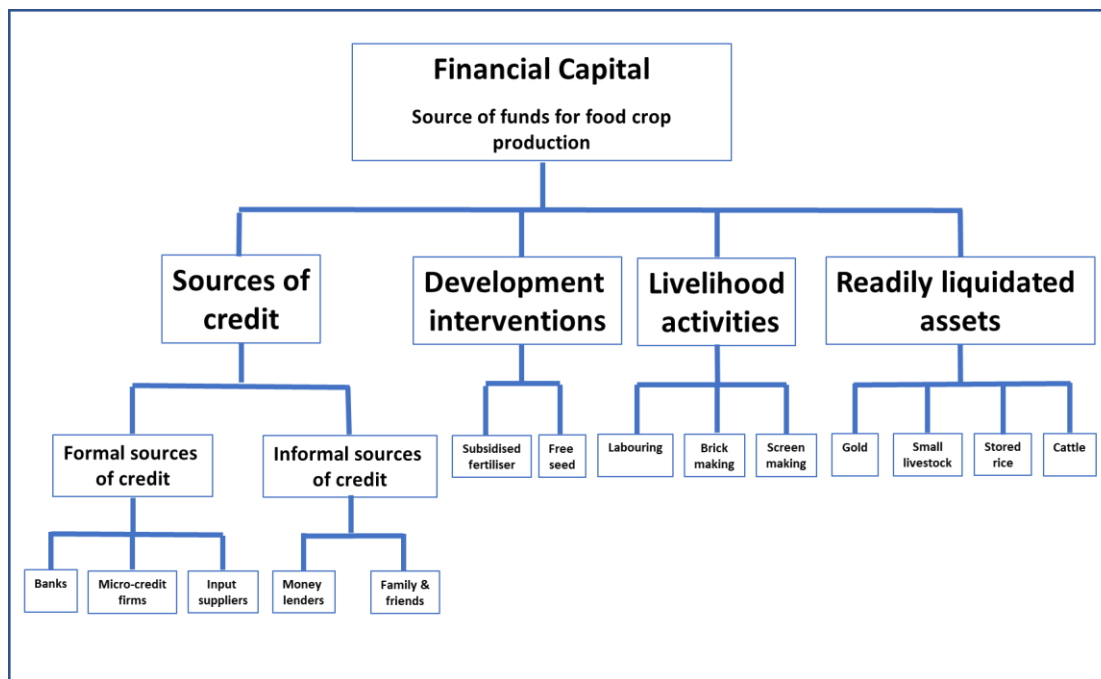 Financial Capital
Source of funds for food crop
production
Sources of
credit
Development
interventions
Livelihood
activities
Readily liquidated
assets
Formal sources
of credit
Informal sources
of credit
Subsidised
fertiliser
Free
seed
Labouring
Brick
making
Screen
making
Gold
Small
livestock
Stored
rice
Cattle
Banks
Micro-credit
firms
Input
suppliers
Money
lenders
Family &
friends